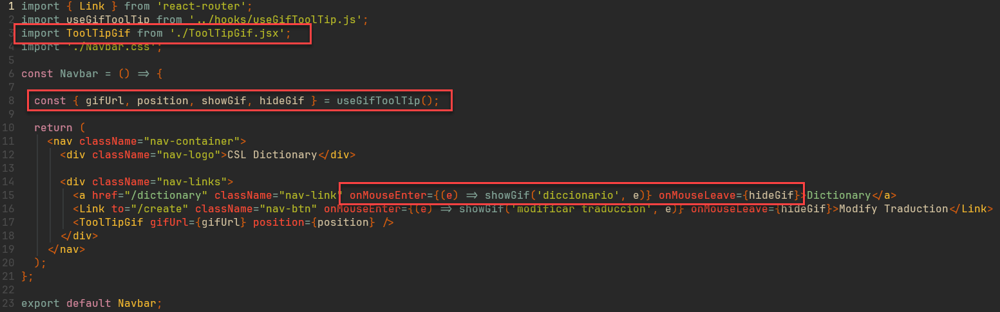 1 import { Link } from 'react-router';
2 import useGifToolTip from '../hooks/useGifToolTip.js';
3 import ToolTipGif from './ToolTipGif.jsx';
4 import './Navbar.css';
5
6 const Navbar = () => {
7
8 const { gifUrl, position, showGif, hideGif } = useGifToolTip();
9
10 return (
11 <nav className="nav-container">
12 <div className="nav-logo">CSL Dictionary</div>
13
14 <div className="nav-links">
15 <a href="/dictionary" className="nav-link" onMouseEnter={(e) => showGif('diccionario', e)} onMouseLeave={hideGif}>Dictionary</a>
16 <Link to="/create" className="nav-btn" onMouseEnter={(e) => showGif('modificar traduccion', e)} onMouseLeave={hideGif}>Modify Traduction</Link>
17 <ToolTipGif gifUrl={gifUrl} position={position} />
18 </div>
19 </nav>
20 );
21 };
22
23 export default Navbar;